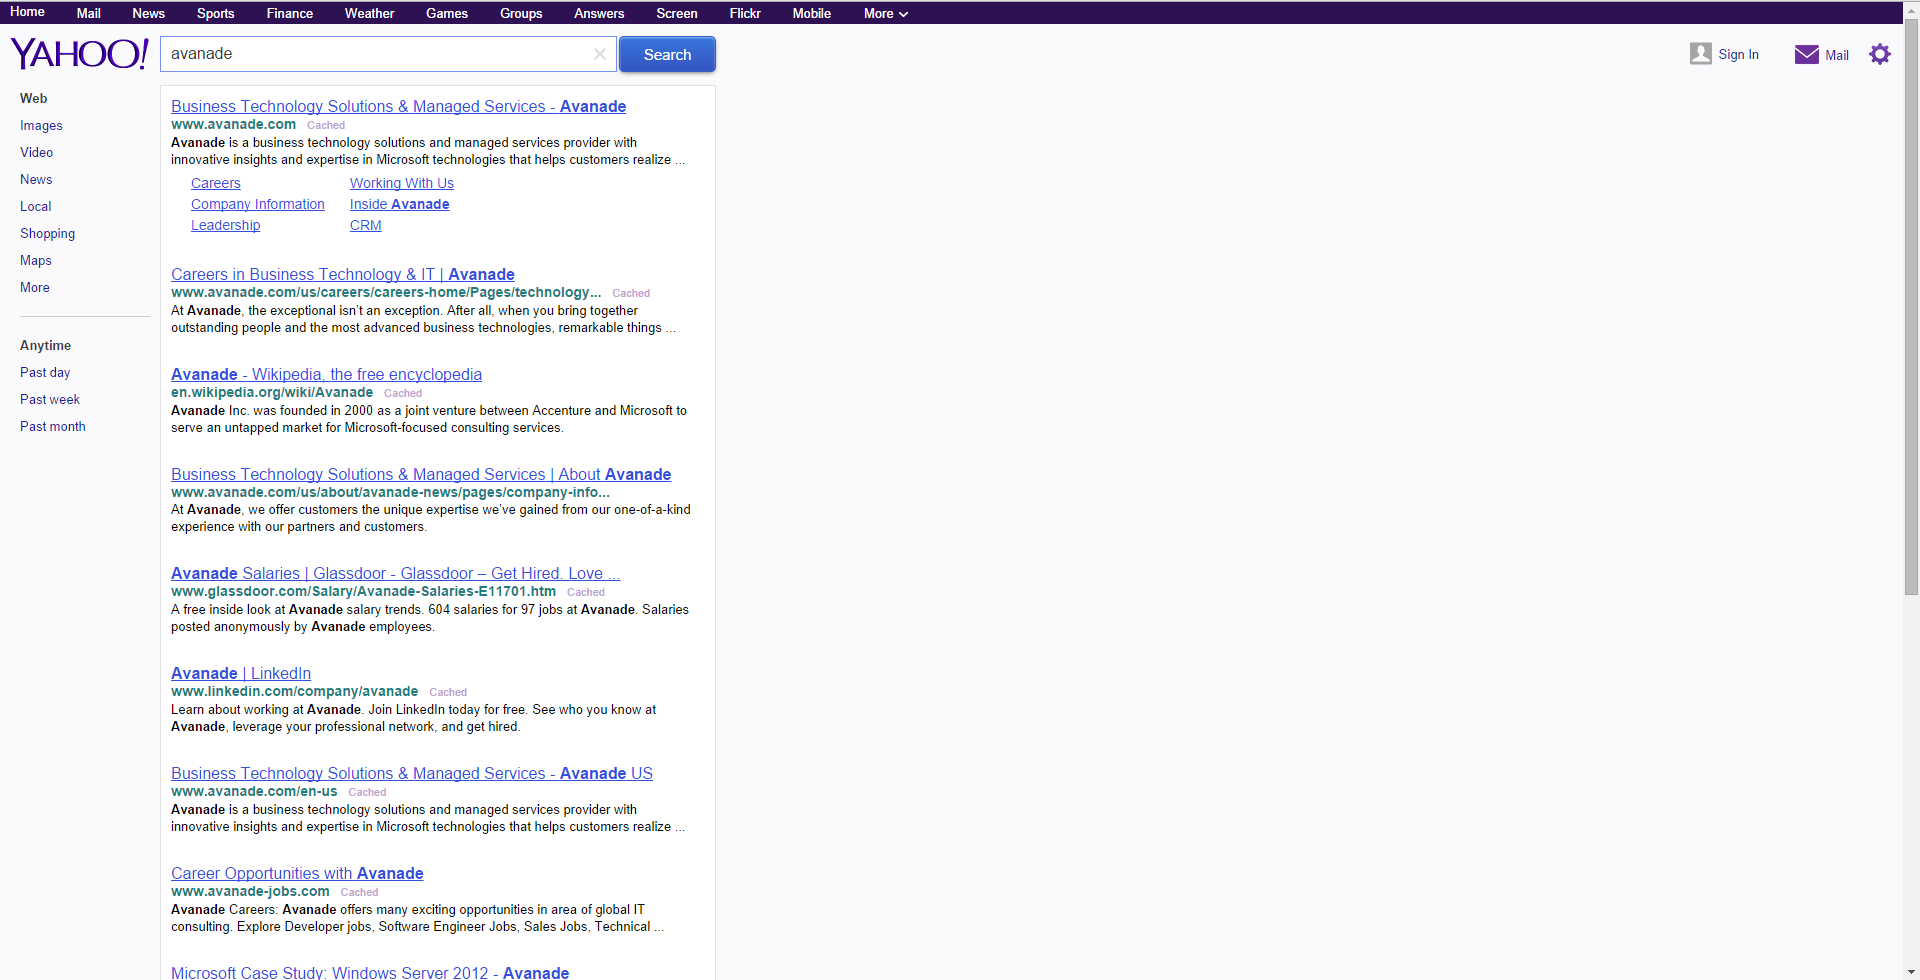 Home Mail News Sports Finance Weather Games Groups Answers Screen Flickr Mobile More
YAHOO! avanade Search Sign In Mail
Web
Images
Video
News
Local
Shopping
Maps
More
Anytime
Past day
Past week
Past month
Business Technology Solutions & Managed Services - Avanade
www.avanade.com Cached
Avanade is a business technology solutions and managed services provider with
innovative insights and expertise in Microsoft technologies that helps customers realize ...
Careers Working With Us
Company Information Inside Avanade
Leadership CRM
Careers in Business Technology & IT | Avanade
www.avanade.com/us/careers/careers-home/Pages/technology... Cached
At Avanade, the exceptional isn't an exception. After all, when you bring together
outstanding people and the most advanced business technologies, remarkable things ...
Avanade - Wikipedia, the free encyclopedia
en.wikipedia.org/wiki/Avanade Cached
Avanade Inc. was founded in 2000 as a joint venture between Accenture and Microsoft to
serve an untapped market for Microsoft-focused consulting services.
Business Technology Solutions & Managed Services | About Avanade
www.avanade.com/us/about/avanade-news/pages/company-info...
At Avanade, we offer customers the unique expertise we've gained from our one-of-a-kind
experience with our partners and customers.
Avanade Salaries | Glassdoor - Glassdoor – Get Hired. Love ...
www.glassdoor.com/Salary/Avanade-Salaries-E11701.htm Cached
A free inside look at Avanade salary trends. 604 salaries for 97 jobs at Avanade. Salaries
posted anonymously by Avanade employees.
Avanade | LinkedIn
www.linkedin.com/company/avanade Cached
Learn about working at Avanade. Join LinkedIn today for free. See who you know at
Avanade, leverage your professional network, and get hired.
Business Technology Solutions & Managed Services - Avanade US
www.avanade.com/en-us Cached
Avanade is a business technology solutions and managed services provider with
innovative insights and expertise in Microsoft technologies that helps customers realize ...
Career Opportunities with Avanade
www.avanade-jobs.com Cached
Avanade Careers: Avanade offers many exciting opportunities in area of global IT
consulting. Explore Developer jobs, Software Engineer Jobs, Sales Jobs, Technical ...
Microsoft Case Study: Windows Server 2012 - Avanade